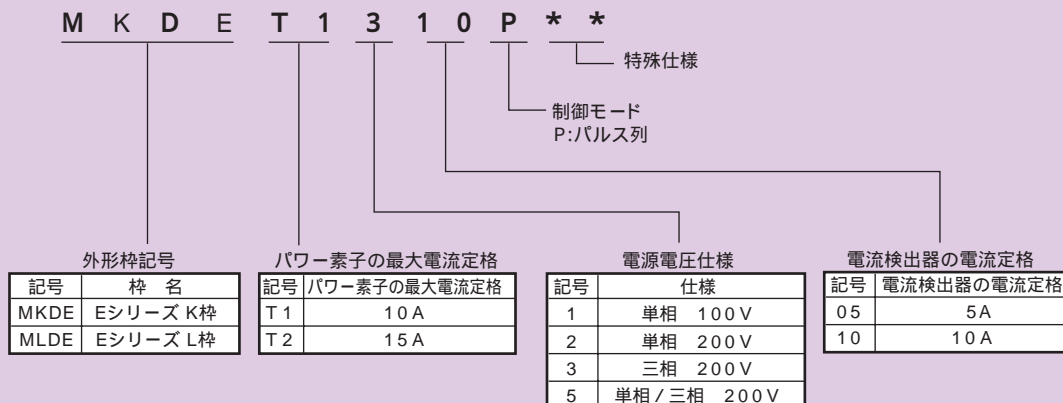 M K D E T 1 3 1 0 P * *
特殊仕様
制御モード
P:パルス列
外形枠記号
記号 枠 名
MKDE Eシリーズ K枠
MLDE Eシリーズ L枠
パワー素子の最大電流定格
記号 パワー素子の最大電流定格
T1 10A
T2 15A
電源電圧仕様
記号 仕様
1 単相 100V
2 単相 200V
3 三相 200V
5 単相/三相 200V
電流検出器の電流定格
記号 電流検出器の電流定格
05 5A
10 10A